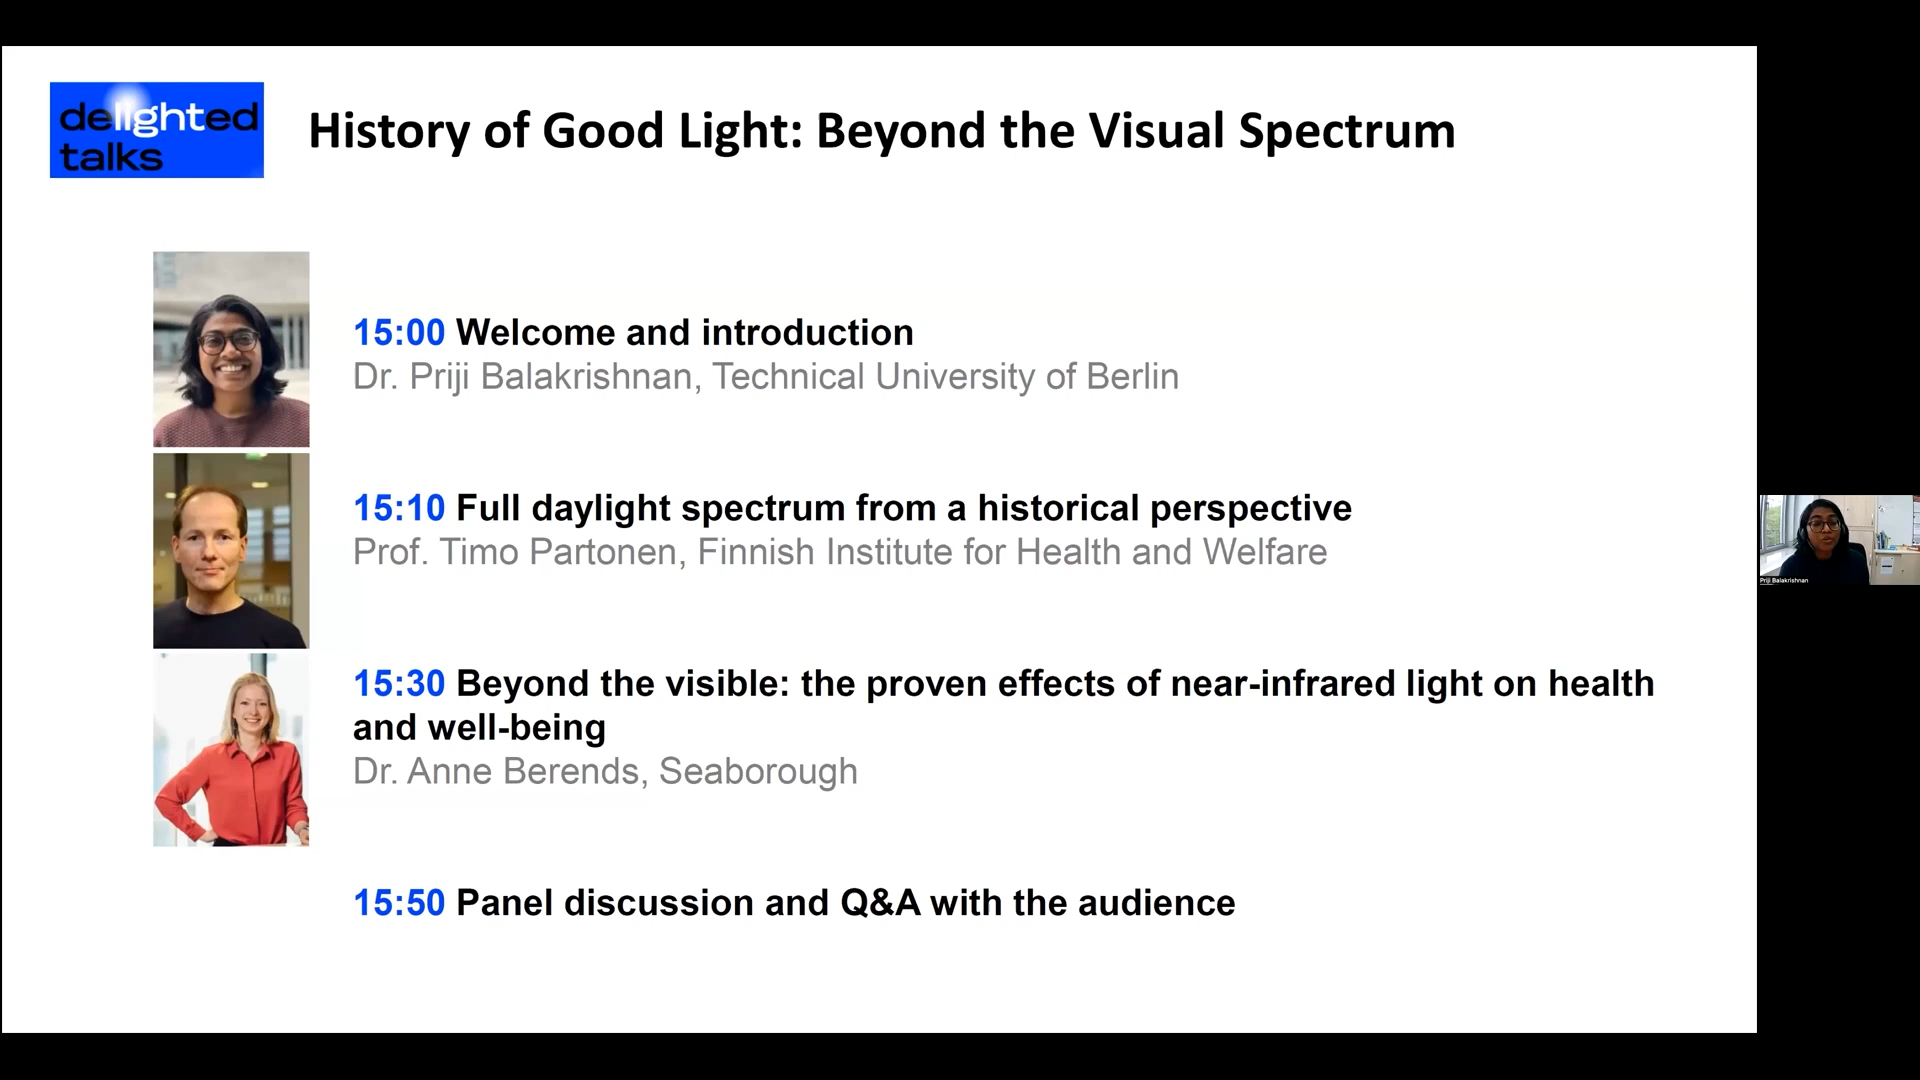 delighted
talks
History of Good Light: Beyond the Visual Spectrum
15:00 Welcome and introduction
Dr. Priji Balakrishnan, Technical University of Berlin
15:10 Full daylight spectrum from a historical perspective
Prof. Timo Partonen, Finnish Institute for Health and Welfare
15:30 Beyond the visible: the proven effects of near-infrared light on health
and well-being
Dr. Anne Berends, Seaborough
15:50 Panel discussion and Q&A with the audience
Priji Balakrishnan